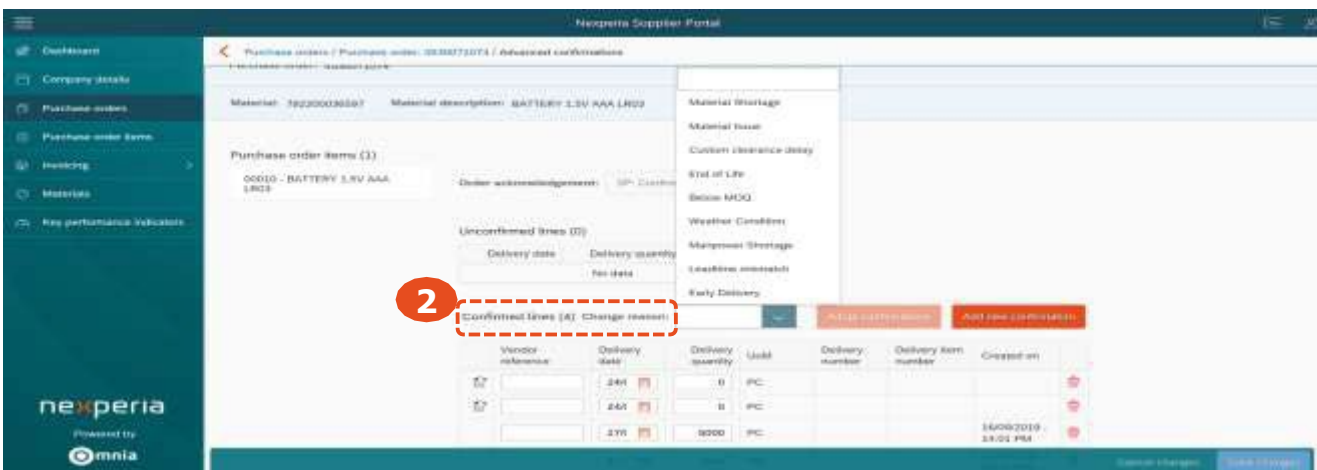 Nexperia Supplier Portal
Dashboard
Purchase orders / Purchase order: / Advanced confirmations
Company details
Purchase orders
Material: Material description: BATTERY 1.5V AAA LR03
Material Shortage
Purchase order items
Material Issue
Custom clearance delay
Invoicing
Purchase order items (1)
End of Life
00010 - BATTERY 1.5V AAA LR03
Order acknowledgement:
Materials
Below MOQ
Key performance indicators
Weather Condition
Unconfirmed lines (0)
Manpower Shortage
Delivery date Delivery quantity
Leadtime mismatch
No data
Early Delivery
2
Confirmed lines (4) Change reason:
Add new confirmation
Vendor reference Delivery date Delivery quantity UoM Delivery number Delivery item number Created on
0 PC
0 PC
PC
nexperia
Powered by
Omnia
Cancel changes Save changes